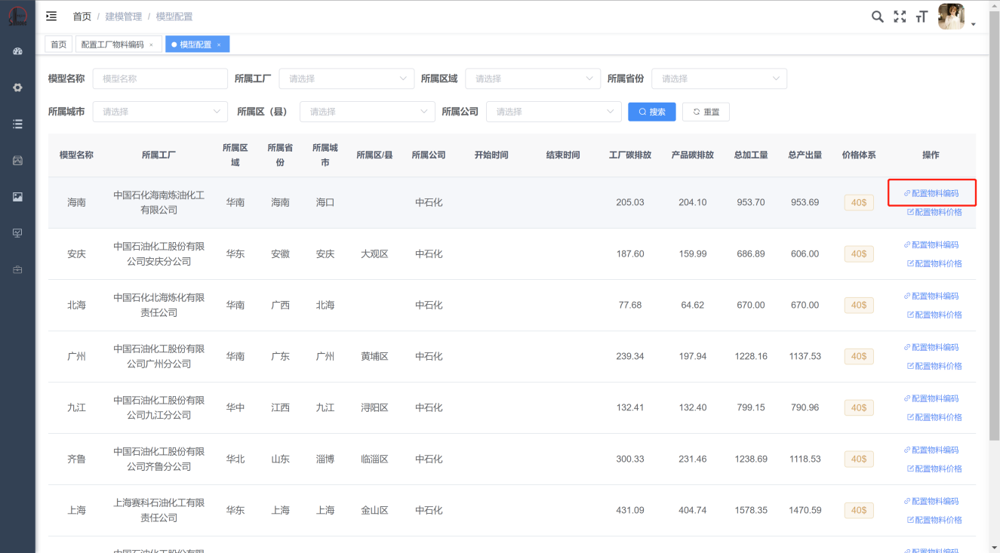 首页 / 建模管理 / 模型配置
首页
配置工厂物料编码 ×
模型配置 ×
模型名称 模型名称 所属工厂 请选择 所属区域 请选择 所属省份 请选择
所属城市 请选择 所属区（县） 请选择 所属公司 请选择 搜索 重置
模型名称 所属工厂 所属区域 所属省份 所属城市 所属区/县 所属公司 开始时间 结束时间 工厂碳排放 产品碳排放 总加工量 总产出量 价格体系 操作
海南 中国石化海南炼油化工有限公司 华南 海南 海口 中石化 205.03 204.10 953.70 953.69 40$ 配置物料编码
配置物料价格
安庆 中国石油化工股份有限公司安庆分公司 华东 安徽 安庆 大观区 中石化 187.60 159.99 686.89 606.00 40$ 配置物料编码
配置物料价格
北海 中国石化北海炼化有限责任公司 华南 广西 北海 中石化 77.68 64.62 670.00 670.00 40$ 配置物料编码
配置物料价格
广州 中国石油化工股份有限公司广州分公司 华南 广东 广州 黄埔区 中石化 239.34 197.94 1228.16 1137.53 40$ 配置物料编码
配置物料价格
九江 中国石油化工股份有限公司九江分公司 华中 江西 九江 浔阳区 中石化 132.41 132.40 799.15 790.96 40$ 配置物料编码
配置物料价格
齐鲁 中国石油化工股份有限公司齐鲁分公司 华北 山东 淄博 临淄区 中石化 300.33 231.46 1238.69 1118.53 40$ 配置物料编码
配置物料价格
上海 上海赛科石油化工有限责任公司 华东 上海 上海 金山区 中石化 431.09 404.74 1578.35 1470.59 40$ 配置物料编码
配置物料价格
中国石油化工股份有限 配置物料编码